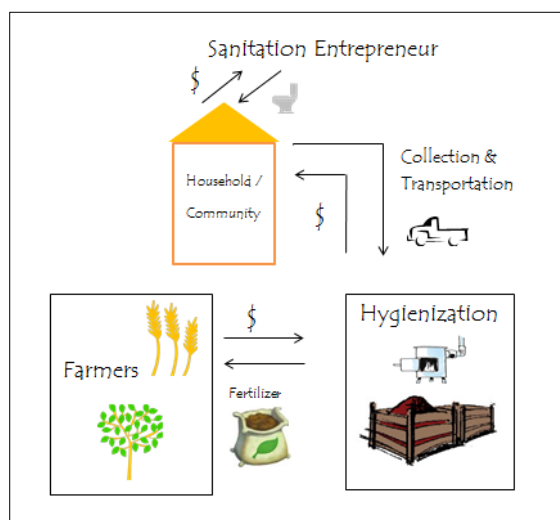 Sanitation Entrepreneur
$
Household /
Community
Collection &
Transportation
$
Farmers
$
Fertilizer
Hygienization